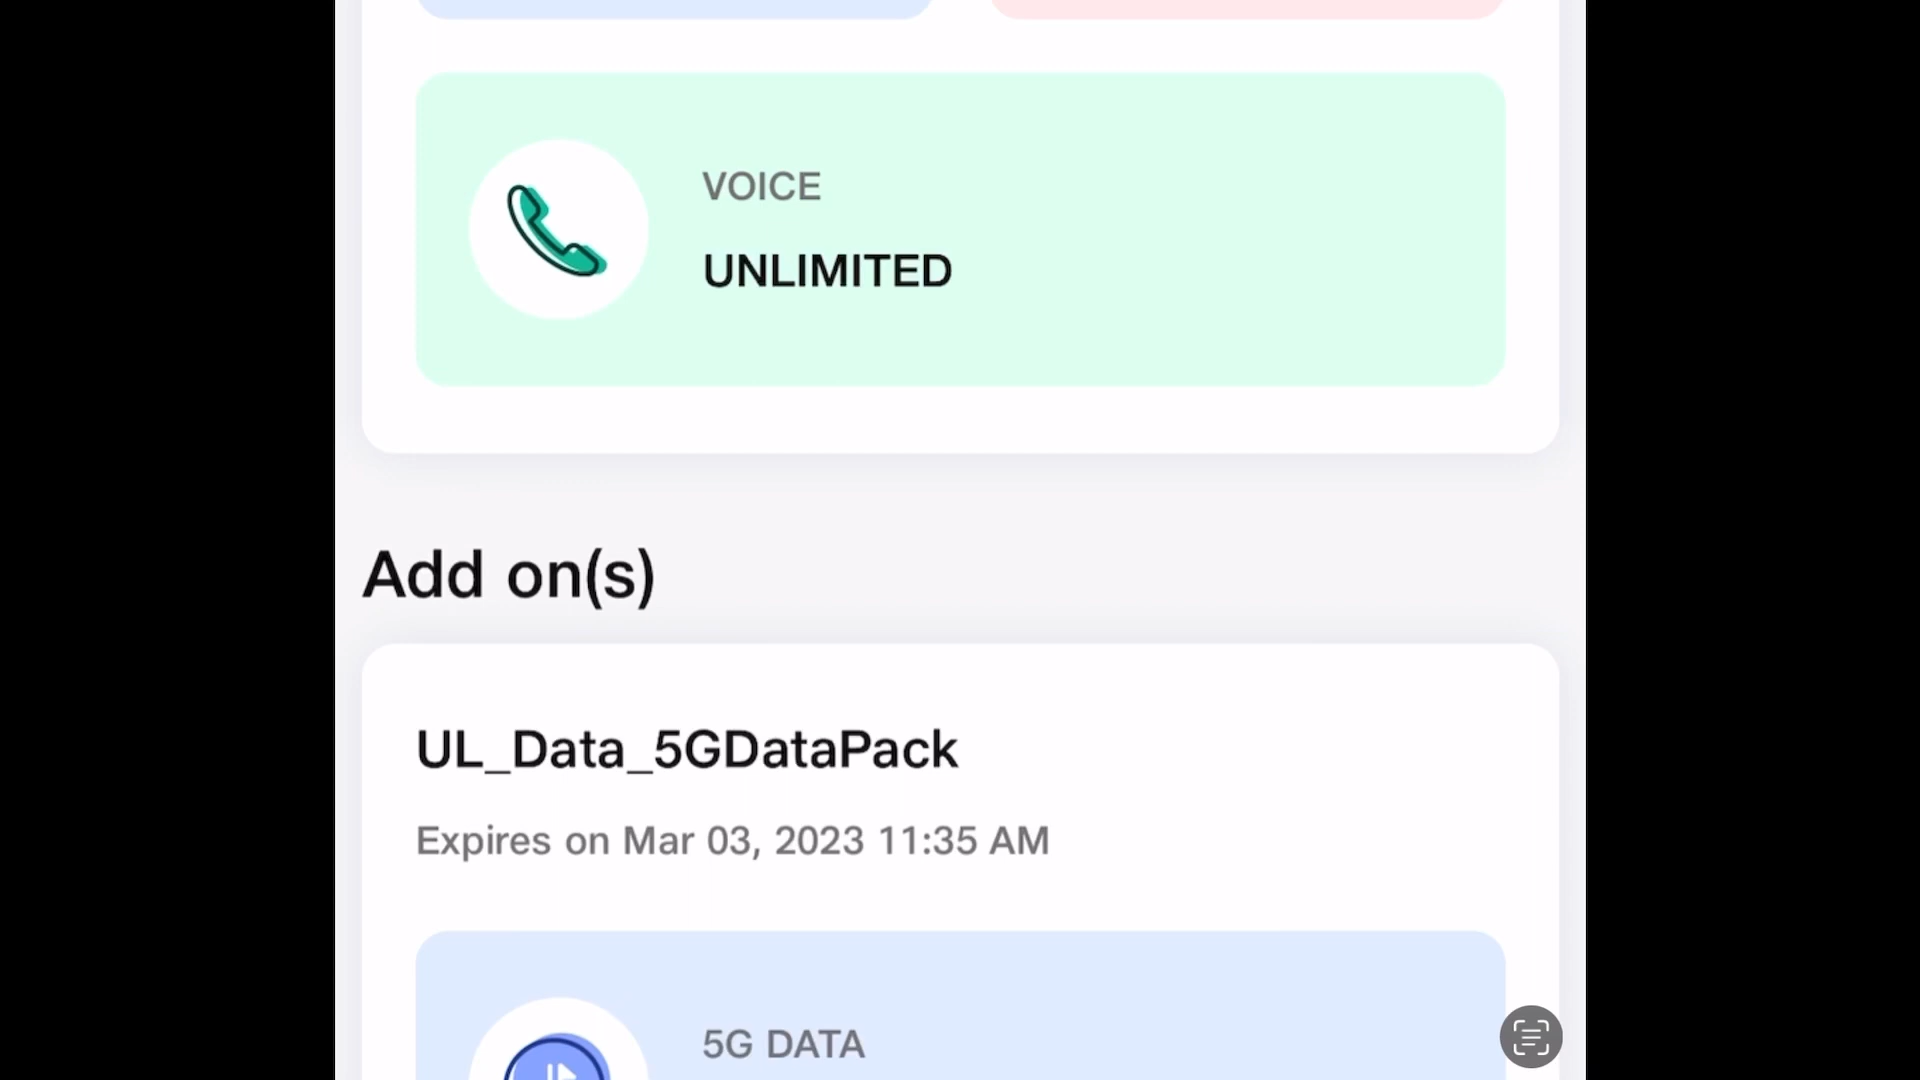 VOICE
UNLIMITED
Add on(s)
UL_Data_5GDataPack
Expires on Mar 03, 2023 11:35 AM
5G DATA